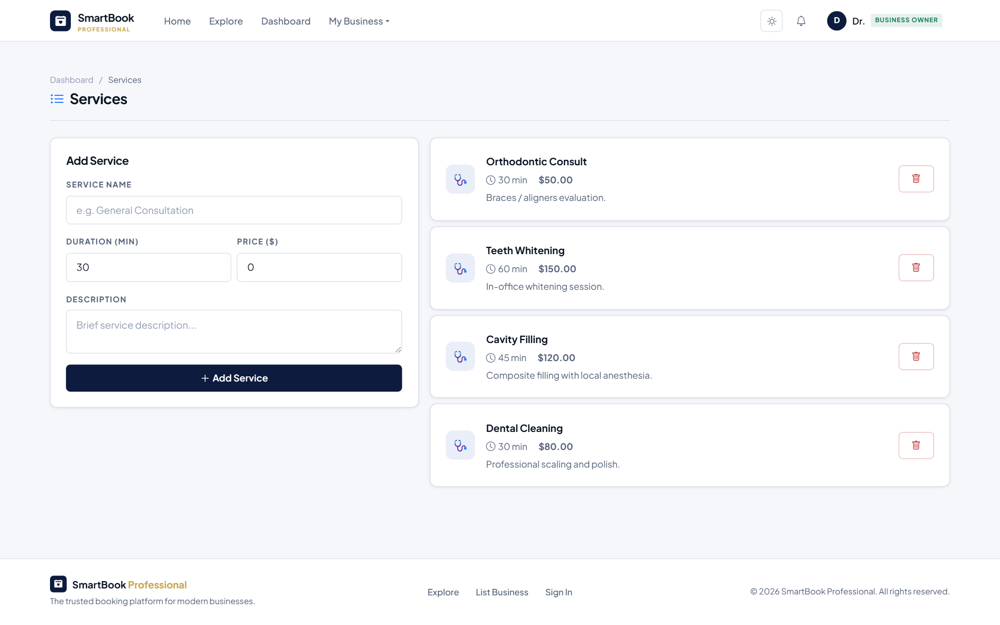 SmartBook
PROFESSIONAL
Home
Explore
Dashboard
My Business
D
Dr.
BUSINESS OWNER
Dashboard / Services
Services
Add Service
SERVICE NAME
e.g. General Consultation
DURATION (MIN)
PRICE ($)
30
0
DESCRIPTION
Brief service description...
+ Add Service
Orthodontic Consult
30 min $50.00
Braces / aligners evaluation.
Teeth Whitening
60 min $150.00
In-office whitening session.
Cavity Filling
45 min $120.00
Composite filling with local anesthesia.
Dental Cleaning
30 min $80.00
Professional scaling and polish.
SmartBook Professional
The trusted booking platform for modern businesses.
Explore
List Business
Sign In
© 2026 SmartBook Professional. All rights reserved.